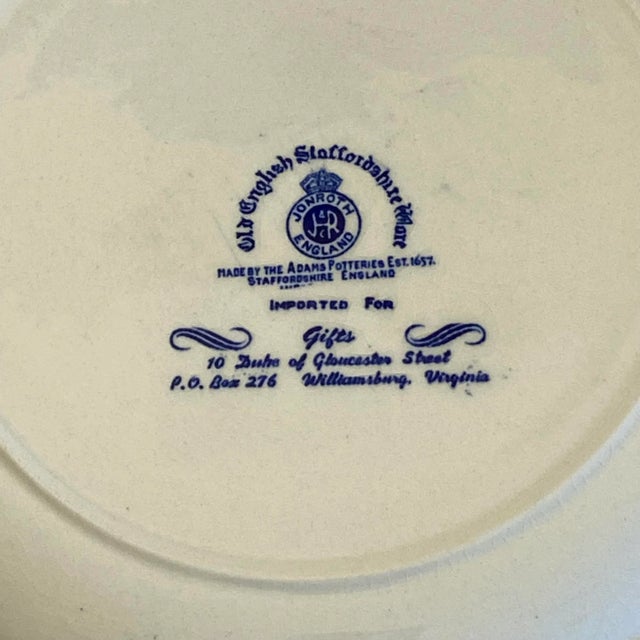 Old English Staffordshire Ware
JONROTH
J&R
ENGLAND
MADE BY THE ADAMS POTTERIES EST. 1657.
STAFFORDSHIRE ENGLAND
IMPORTED FOR
Gifts
10 Duke of Gloucester Street
P.O. Box 276 Williamsburg, Virginia